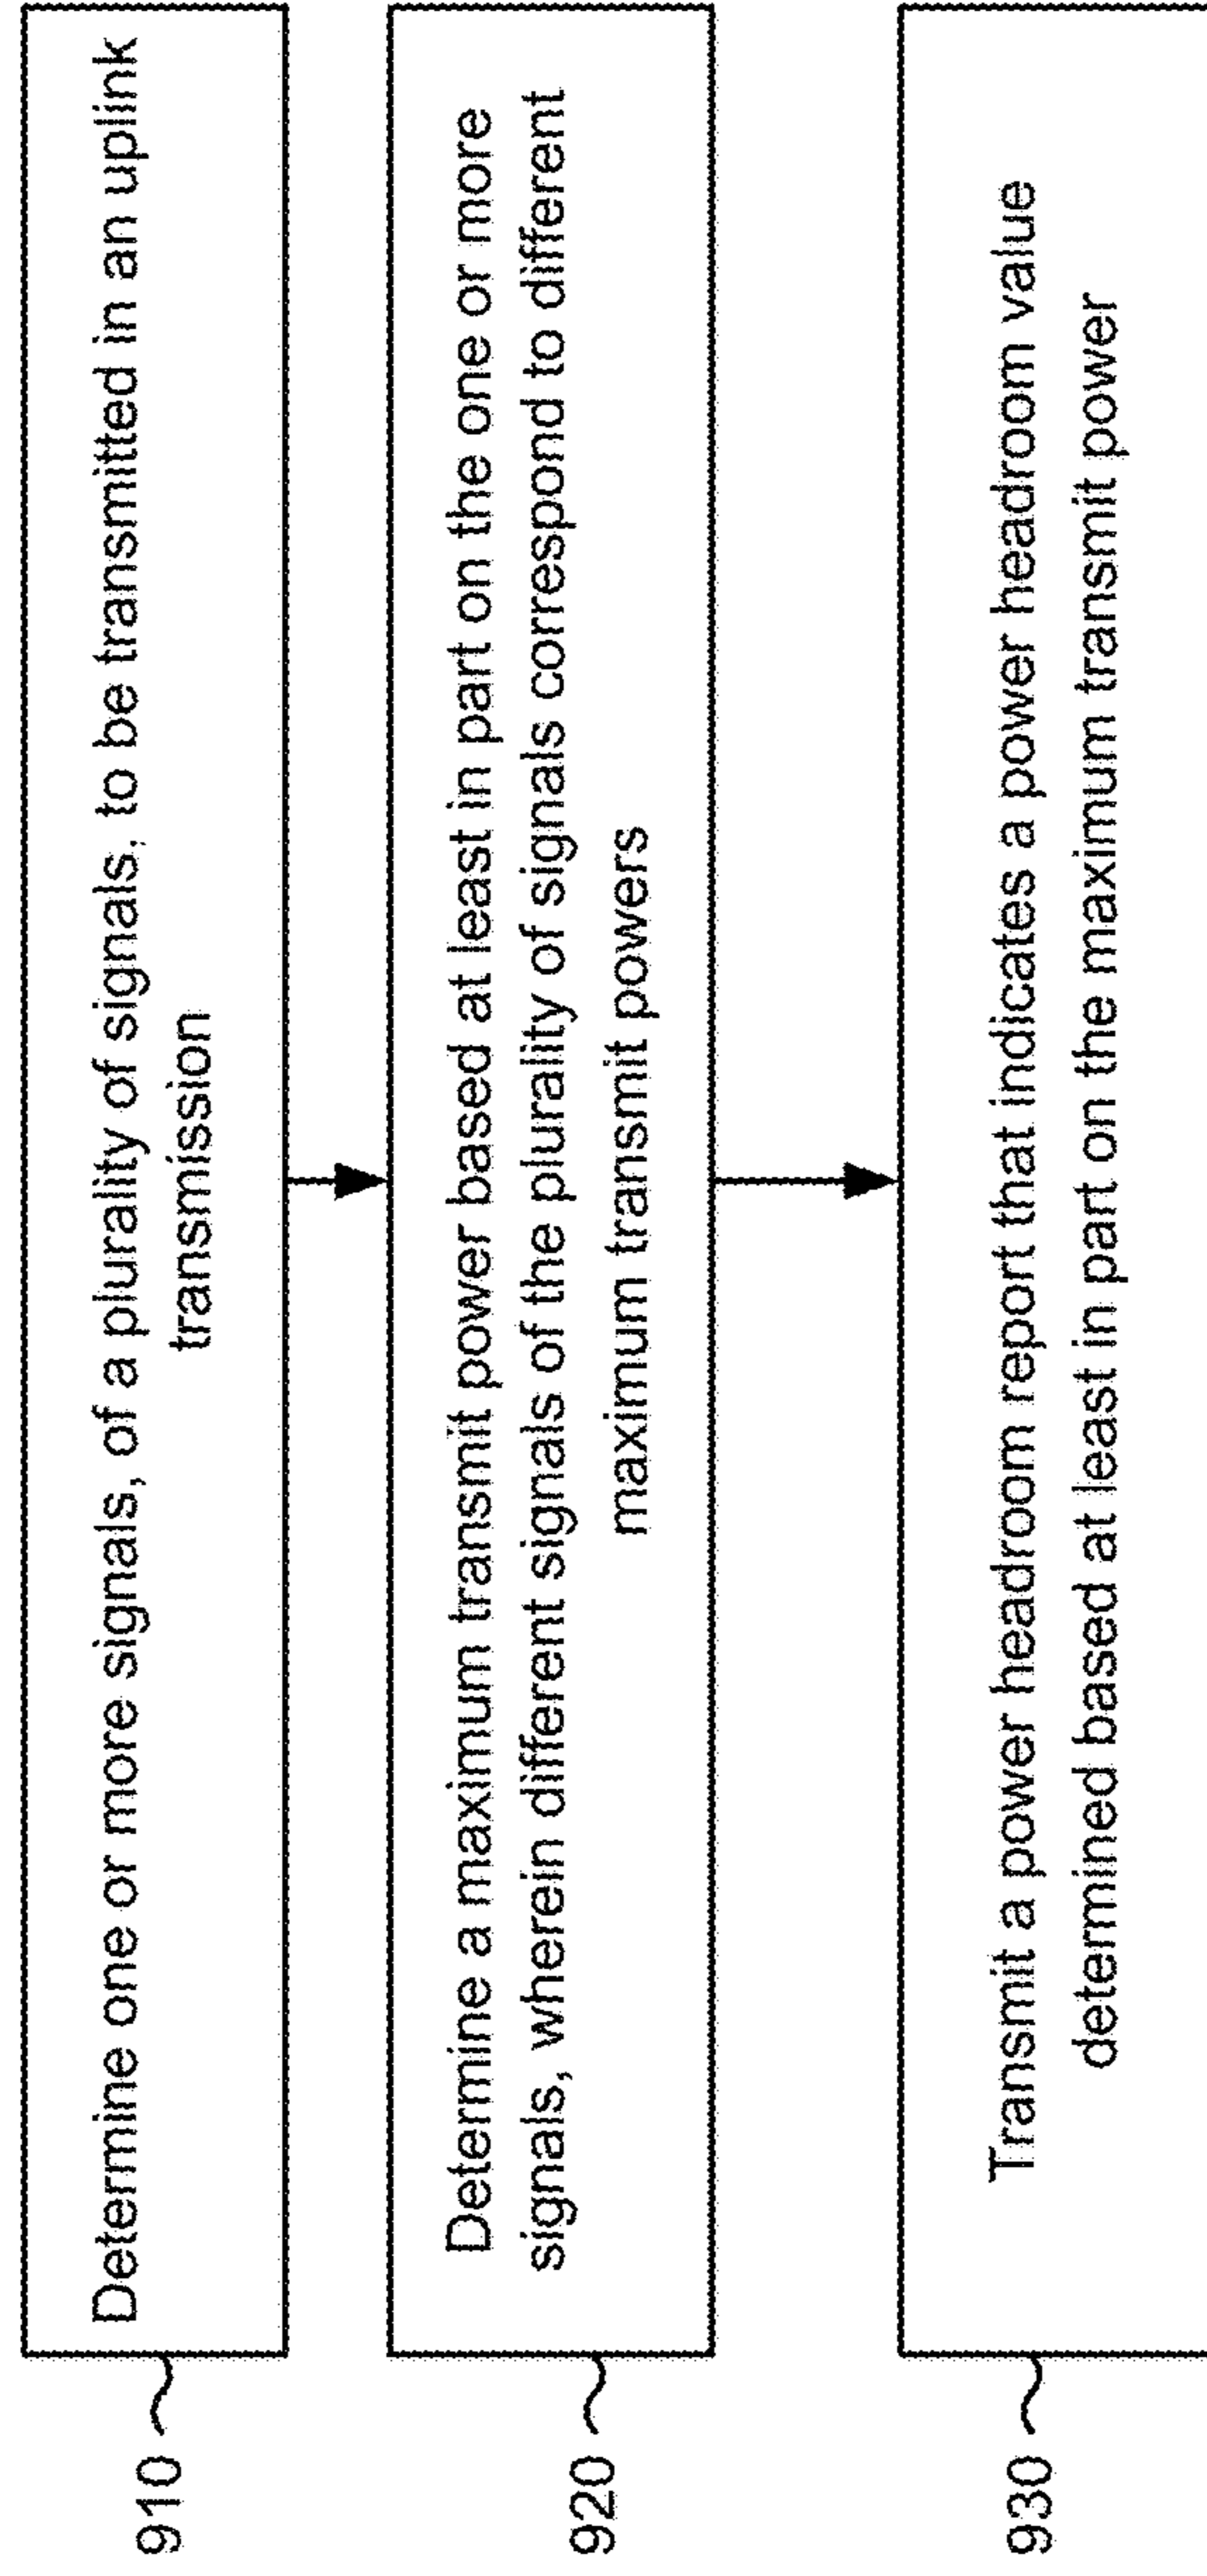 910
Determine one or more signals, of a plurality of signals, to be transmitted in an uplink
transmission
920
Determine a maximum transmit power based at least in part on the one or more
signals, wherein different signals of the plurality of signals correspond to different
maximum transmit powers
930
Transmit a power headroom report that indicates a power headroom value
determined based at least in part on the maximum transmit power